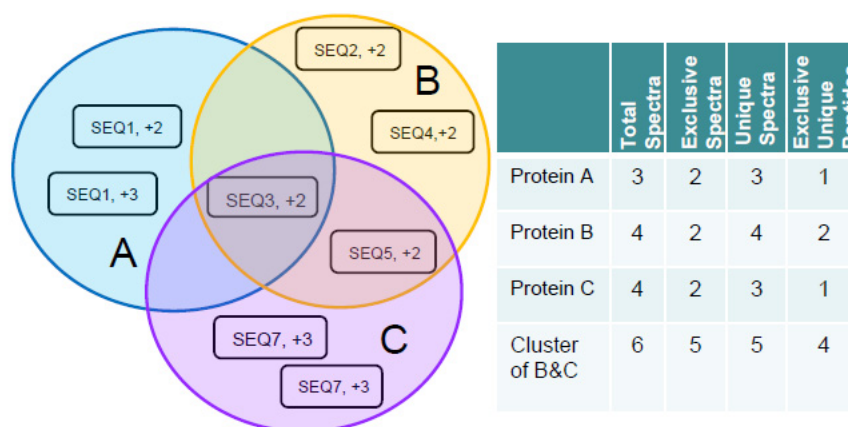 SEQ2, +2
B
SEQ1, +2
SEQ4,+2
SEQ1, +3
SEQ3, +2
A
SEQ5, +2
SEQ7, +3
C
SEQ7, +3
Total Spectra
Exclusive Spectra
Unique Spectra
Exclusive Unique Peptides
Protein A 3 2 3 1
Protein B 4 2 4 2
Protein C 4 2 3 1
Cluster of B&C 6 5 5 4